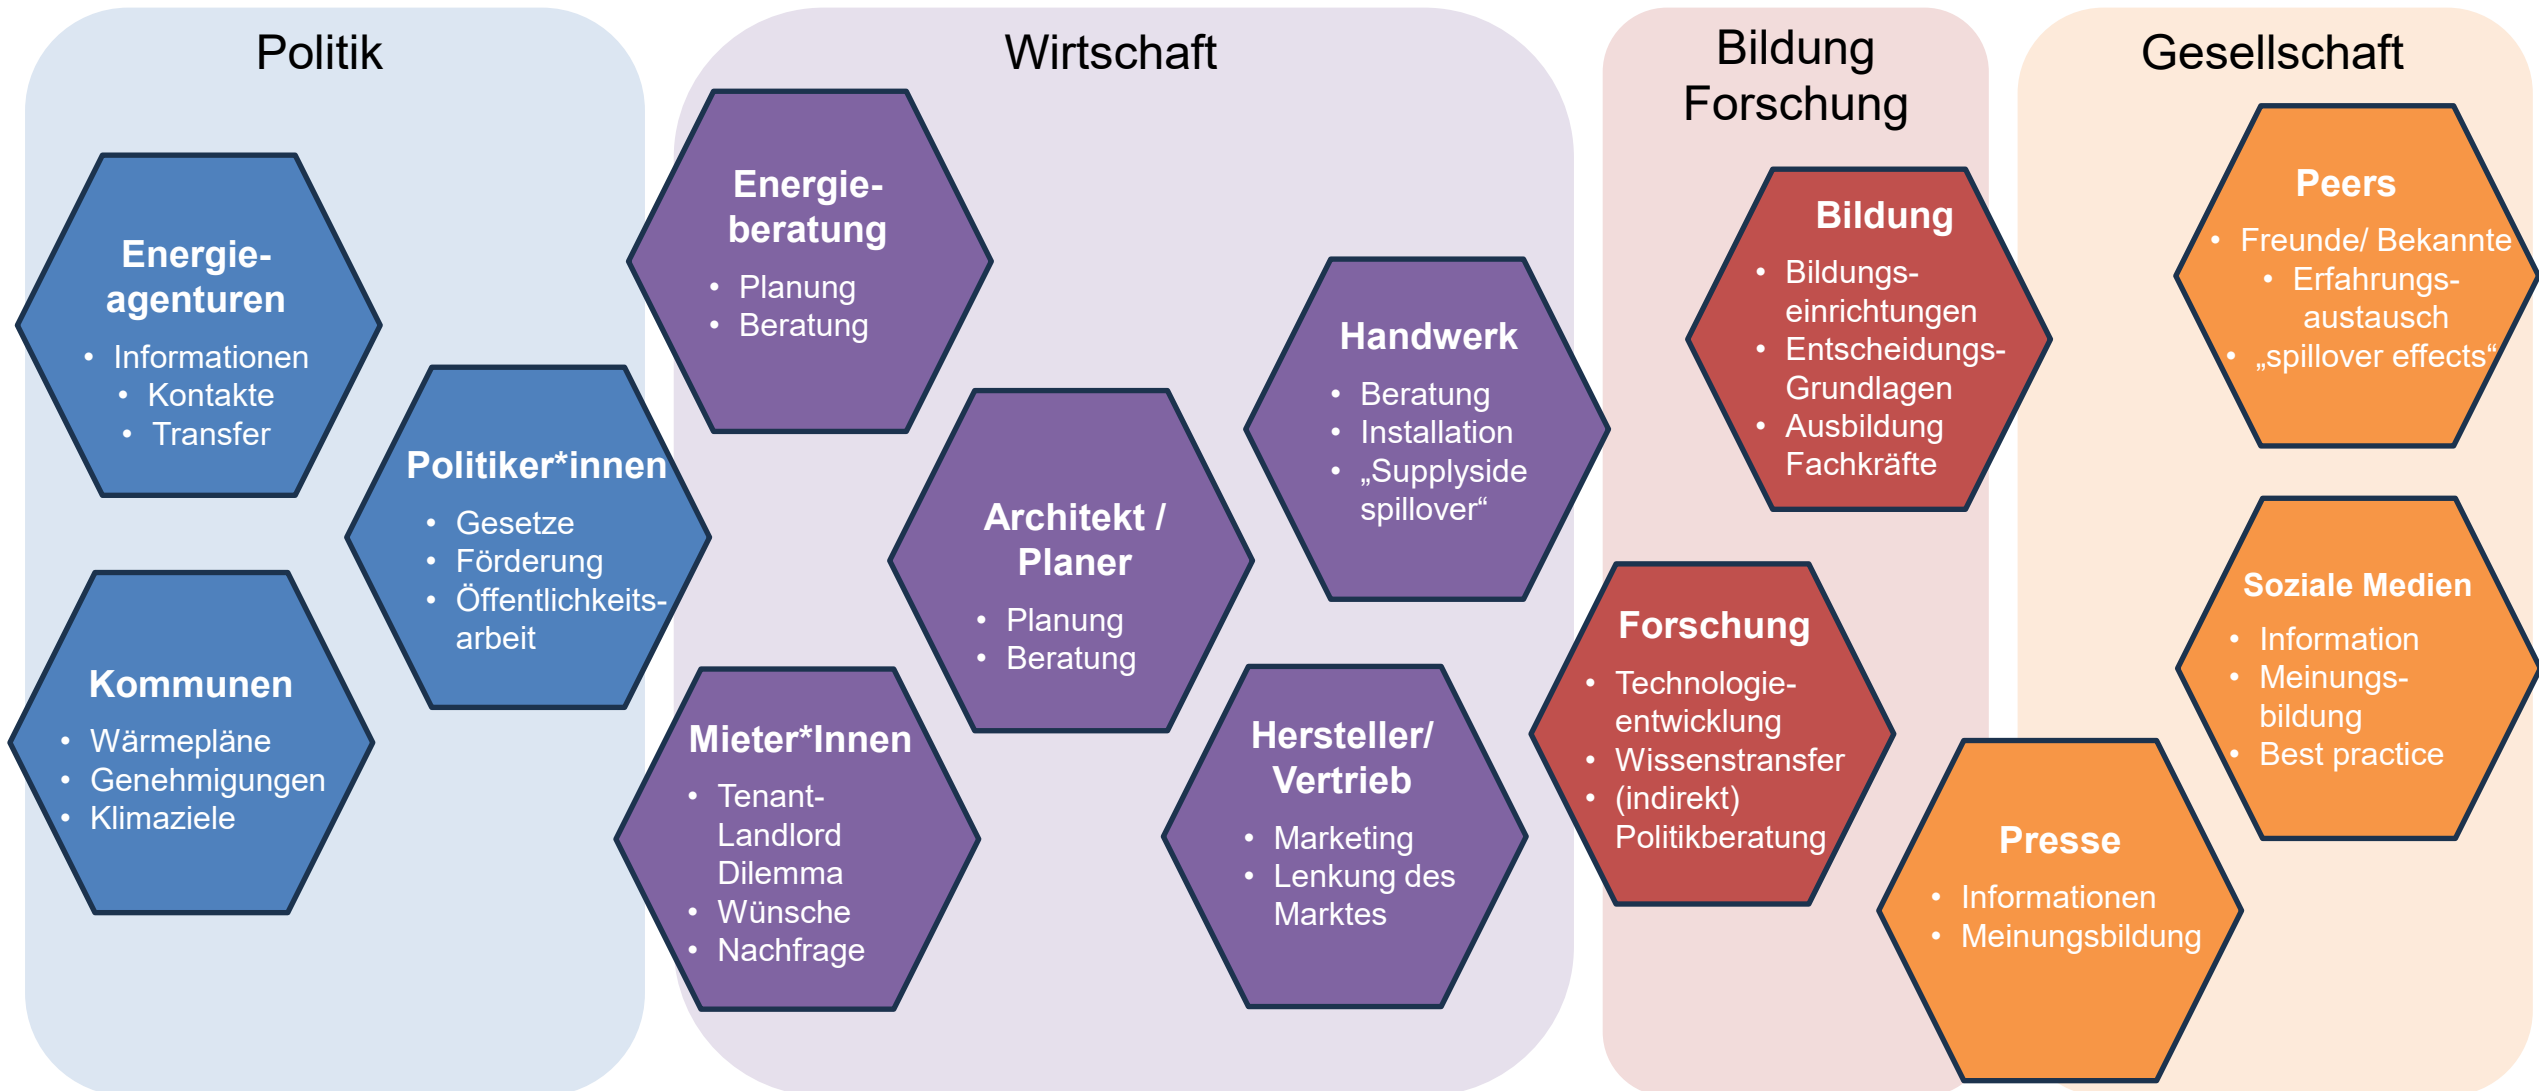 Politik
Energie-
agenturen
• Informationen
• Kontakte
• Transfer
Politiker*innen
• Gesetze
• Förderung
• Öffentlichkeits-
arbeit
Kommunen
• Wärmepläne
• Genehmigungen
• Klimaziele
Wirtschaft
Energie-
beratung
• Planung
• Beratung
Handwerk
• Beratung
• Installation
• „Supplyside
spillover“
Architekt /
Planer
• Planung
• Beratung
Mieter*Innen
• Tenant-
Landlord
Dilemma
• Wünsche
• Nachfrage
Hersteller/
Vertrieb
• Marketing
• Lenkung des
Marktes
Bildung
Forschung
Bildung
• Bildungs-
einrichtungen
• Entscheidungs-
Grundlagen
• Ausbildung
Fachkräfte
Forschung
• Technologie-
entwicklung
• Wissenstransfer
• (indirekt)
Politikberatung
Gesellschaft
Peers
• Freunde/ Bekannte
• Erfahrungs-
austausch
• „spillover effects“
Soziale Medien
• Information
• Meinungs-
bildung
• Best practice
Presse
• Informationen
• Meinungsbildung